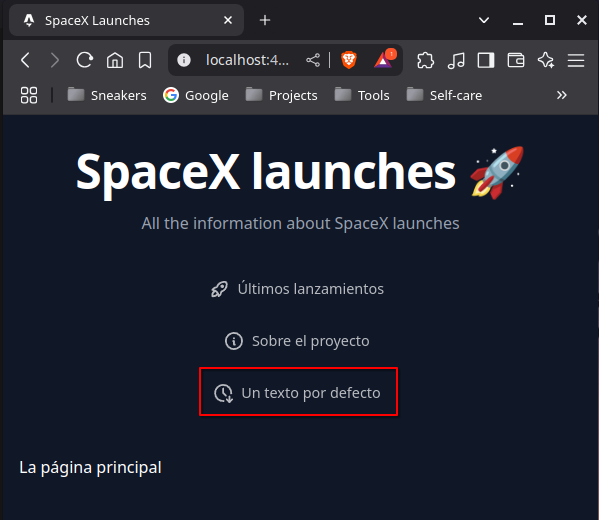 SpaceX Launches
localhost:4...
1
Sneakers Google Projects Tools Self-care
SpaceX launches 🚀
All the information about SpaceX launches
Últimos lanzamientos
Sobre el proyecto
Un texto por defecto
La página principal